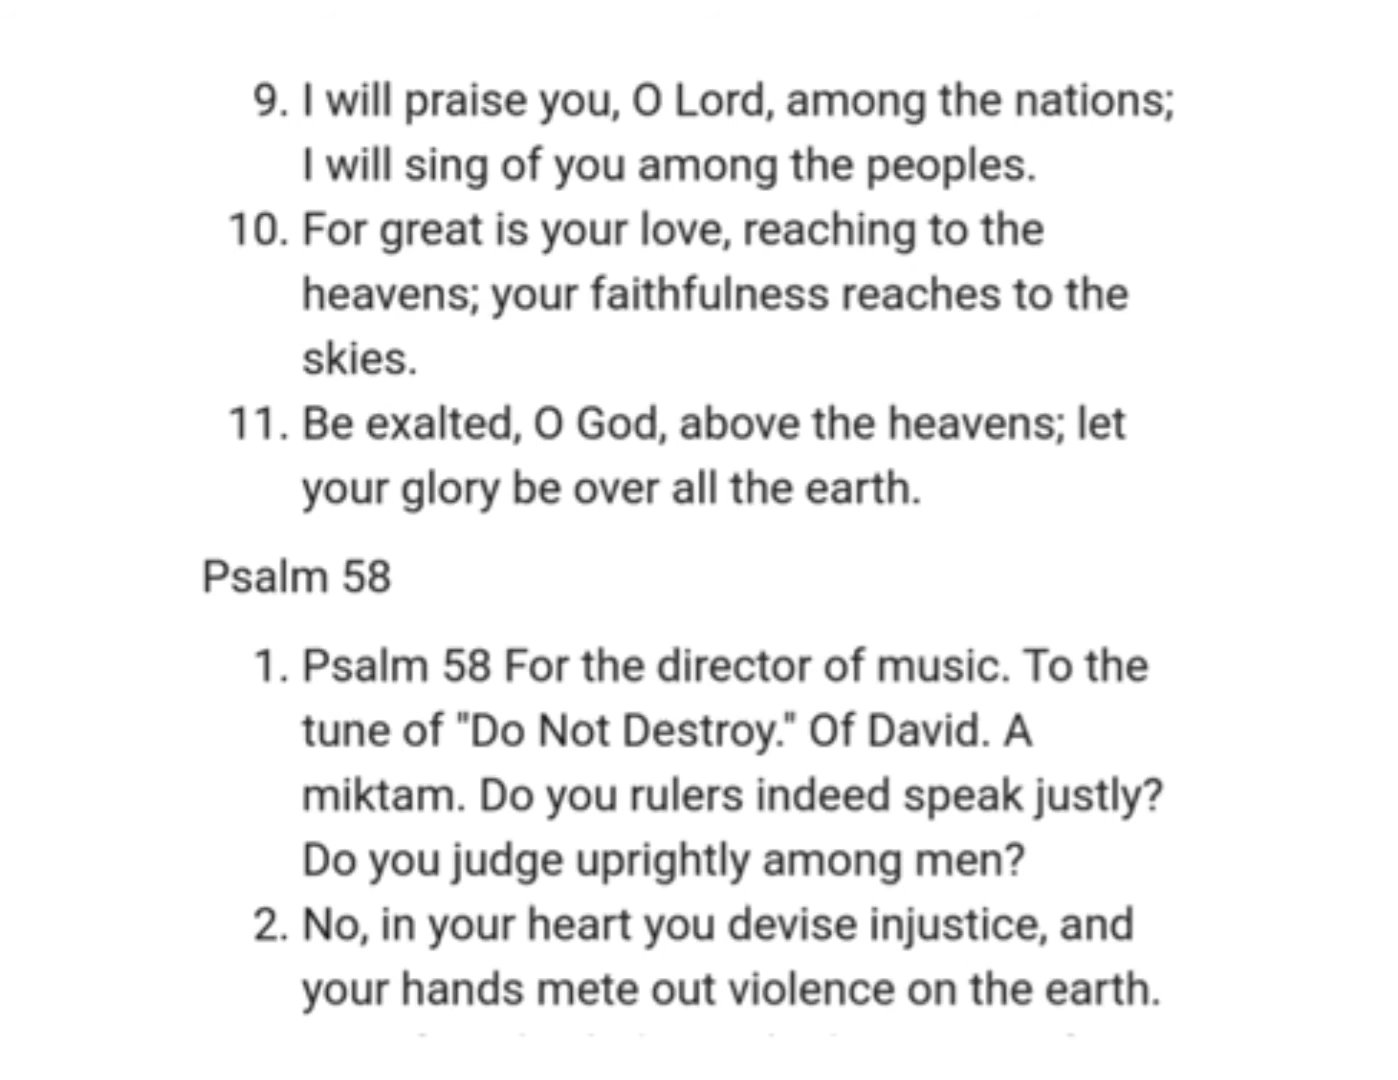 9. I will praise you, O Lord, among the nations;
I will sing of you among the peoples.
10. For great is your love, reaching to the
heavens; your faithfulness reaches to the
skies.
11. Be exalted, O God, above the heavens; let
your glory be over all the earth.
Psalm 58
1. Psalm 58 For the director of music. To the
tune of "Do Not Destroy." Of David. A
miktam. Do you rulers indeed speak justly?
Do you judge uprightly among men?
2. No, in your heart you devise injustice, and
your hands mete out violence on the earth.